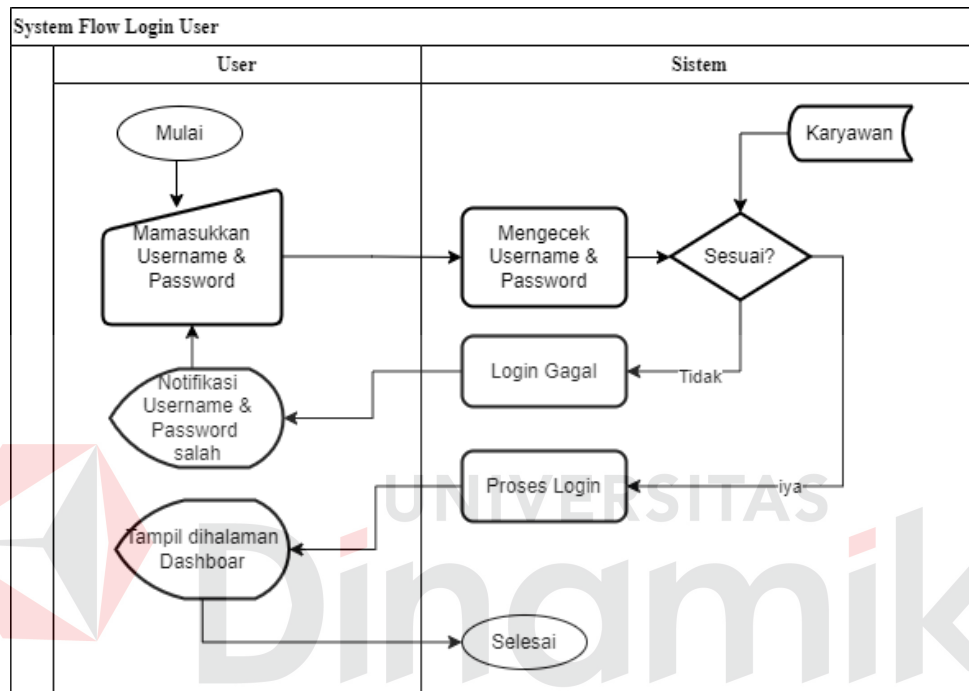 System Flow Login User
User
Sistem
Mulai
Karyawan
Mamasukkan
Username &
Password
Mengecek
Username &
Password
Sesuai?
Login Gagal
Tidak
Notifikasi
Username &
Password
salah
Proses Login
iya
UNIVERSITAS
Tampil dihalaman
Dashboar
Dinamik
Selesai